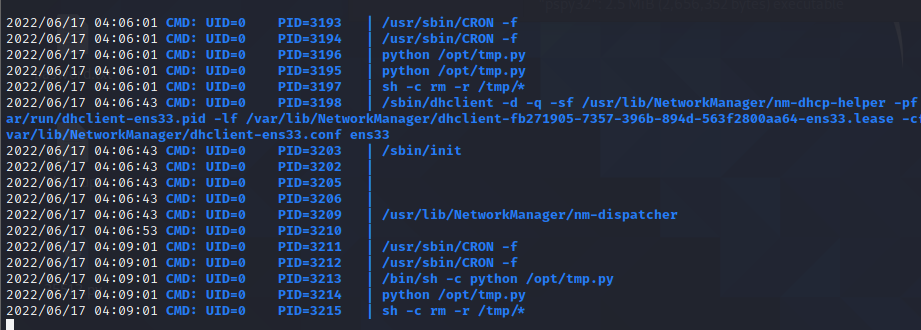 2022/06/17 04:06:01 CMD: UID=0 PID=3193 | /usr/sbin/CRON -f
2022/06/17 04:06:01 CMD: UID=0 PID=3194 | /usr/sbin/CRON -f
2022/06/17 04:06:01 CMD: UID=0 PID=3196 | python /opt/tmp.py
2022/06/17 04:06:01 CMD: UID=0 PID=3195 | python /opt/tmp.py
2022/06/17 04:06:01 CMD: UID=0 PID=3197 | sh -c rm -r /tmp/*
2022/06/17 04:06:43 CMD: UID=0 PID=3198 | /sbin/dhclient -d -q -sf /usr/lib/NetworkManager/nm-dhcp-helper -pf
ar/run/dhclient-ens33.pid -lf /var/lib/NetworkManager/dhclient-fb271905-7357-396b-894d-563f2800aa64-ens33.lease -cf
var/lib/NetworkManager/dhclient-ens33.conf ens33
2022/06/17 04:06:43 CMD: UID=0 PID=3203 | /sbin/init
2022/06/17 04:06:43 CMD: UID=0 PID=3202 |
2022/06/17 04:06:43 CMD: UID=0 PID=3205 |
2022/06/17 04:06:43 CMD: UID=0 PID=3206 |
2022/06/17 04:06:43 CMD: UID=0 PID=3209 | /usr/lib/NetworkManager/nm-dispatcher
2022/06/17 04:06:53 CMD: UID=0 PID=3210 |
2022/06/17 04:09:01 CMD: UID=0 PID=3211 | /usr/sbin/CRON -f
2022/06/17 04:09:01 CMD: UID=0 PID=3212 | /usr/sbin/CRON -f
2022/06/17 04:09:01 CMD: UID=0 PID=3213 | /bin/sh -c python /opt/tmp.py
2022/06/17 04:09:01 CMD: UID=0 PID=3214 | python /opt/tmp.py
2022/06/17 04:09:01 CMD: UID=0 PID=3215 | sh -c rm -r /tmp/*